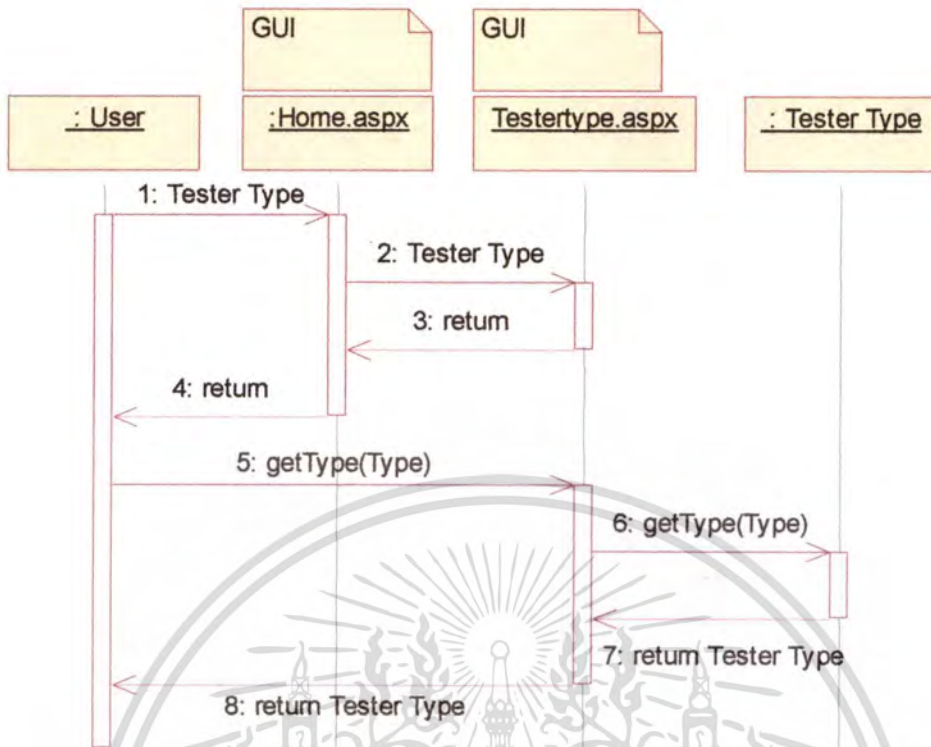 GUI
GUI
: User
:Home.aspx
Testertype.aspx
: Tester Type
1: Tester Type
2: Tester Type
3: return
4: return
5: getType(Type)
6: getType(Type)
7: return Tester Type
8: return Tester Type